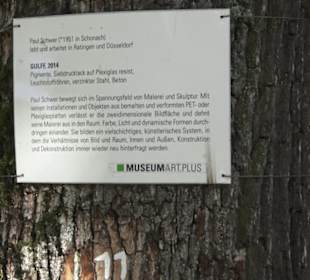 Paul Schwer (*1951 in Schonach)
lebt und arbeitet in Ratingen und Düsseldorf
GULFE 2014
Pigmente, Siebdrucklack auf Plexiglas resist,
Leuchtstoffröhren, verzinkter Stahl, Beton
Paul Schwer bewegt sich im Spannungsfeld von Malerei und Skulptur. Mit
seinen Installationen und Objekten aus bemalten und verformten PET- oder
Plexiglasplatten verlässt er die zweidimensionale Bildfläche und dehnt
seine Malerei aus in den Raum. Farbe, Licht und dynamische Formen durch-
dringen einander. Sie bilden ein vielschichtiges, künstlerisches System, in
dem die Verhältnisse von Bild und Raum, Innen und Außen, Konstruktion
und Dekonstruktion immer wieder neu hinterfragt werden.
MUSEUMART.PLUS